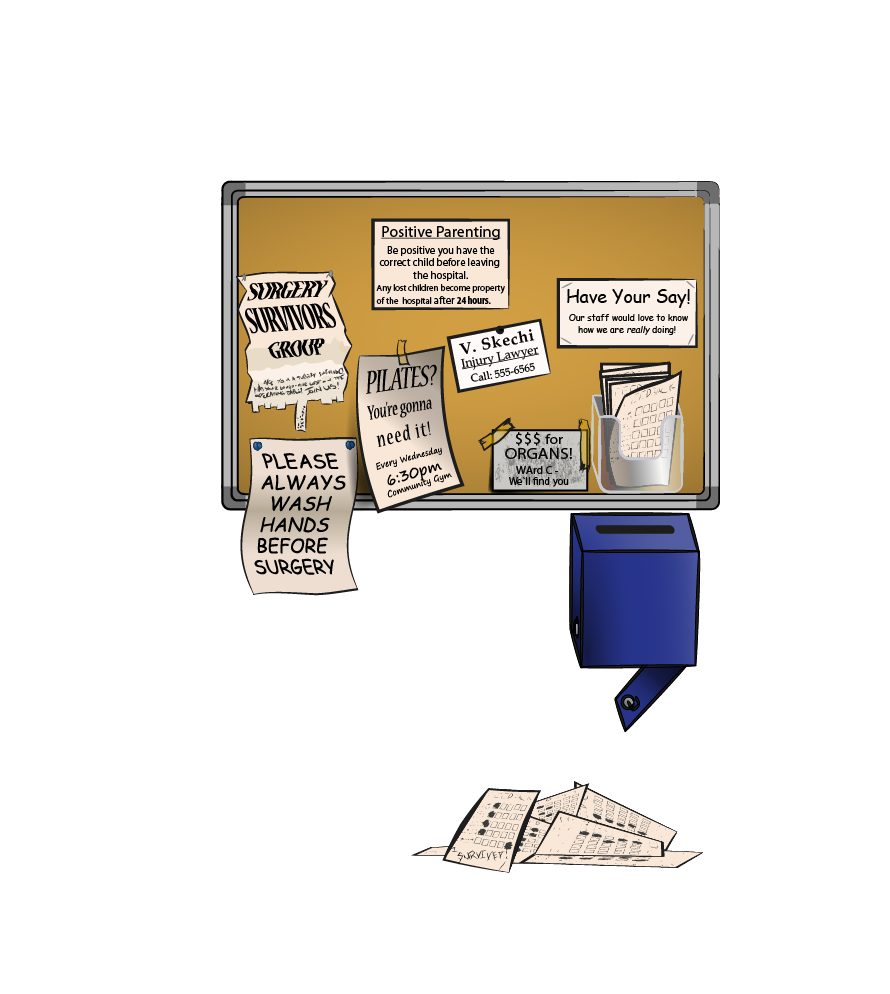 Positive Parenting
Be positive you have the
correct child before leaving
the hospital.
Any lost children become property
of the hospital after 24 hours.
SURGERY
SURVIVORS
GROUP
JOIN US!
Have Your Say!
Our staff would love to know
how we are really doing!
V. Skechi
Injury Lawyer
Call: 555-6565
PILATES?
You're gonna
need it!
Every Wednesday
6:30pm
Community Gym
$$$ for
ORGANS!
WArd C -
We'll find you
PLEASE
ALWAYS
WASH
HANDS
BEFORE
SURGERY